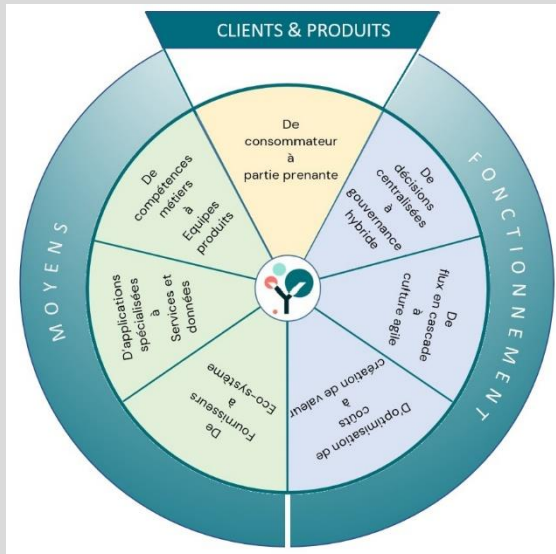 CLIENTS & PRODUITS
De
consommateur
à
partie prenante
De
décisions
centralisées
à
gouvernance
hybride
De
flux en cascade
à
culture agile
D'optimisation de
coûts
à
création de valeur
De
Fournisseurs
à
Eco-système
D'applications
spécialisées
à
Services et
données
De
compétences
métiers
à
Equipes
produits
MOYENS
FONCTIONNEMENT